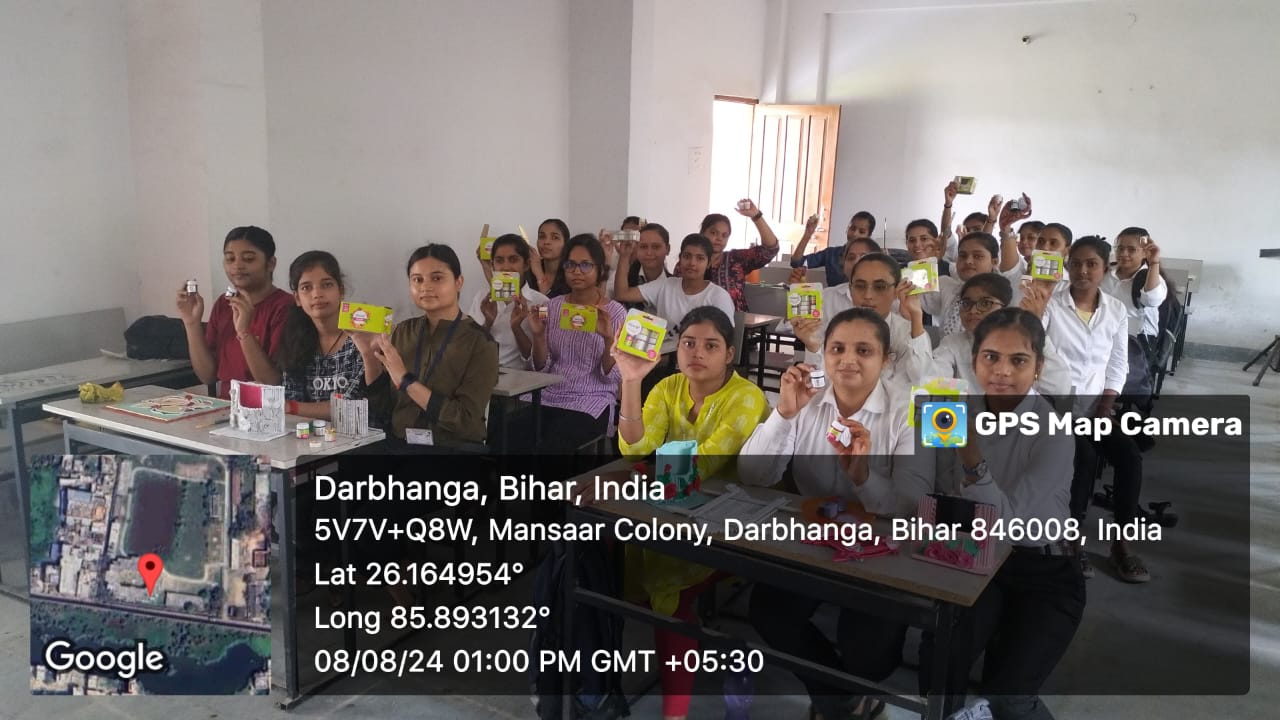 OKYO
GPS Map Camera
Darbhanga, Bihar, India
5V7V+Q8W, Mansaar Colony, Darbhanga, Bihar 846008, India
Lat 26.164954°
Long 85.893132°
08/08/24 01:00 PM GMT +05:30
Google